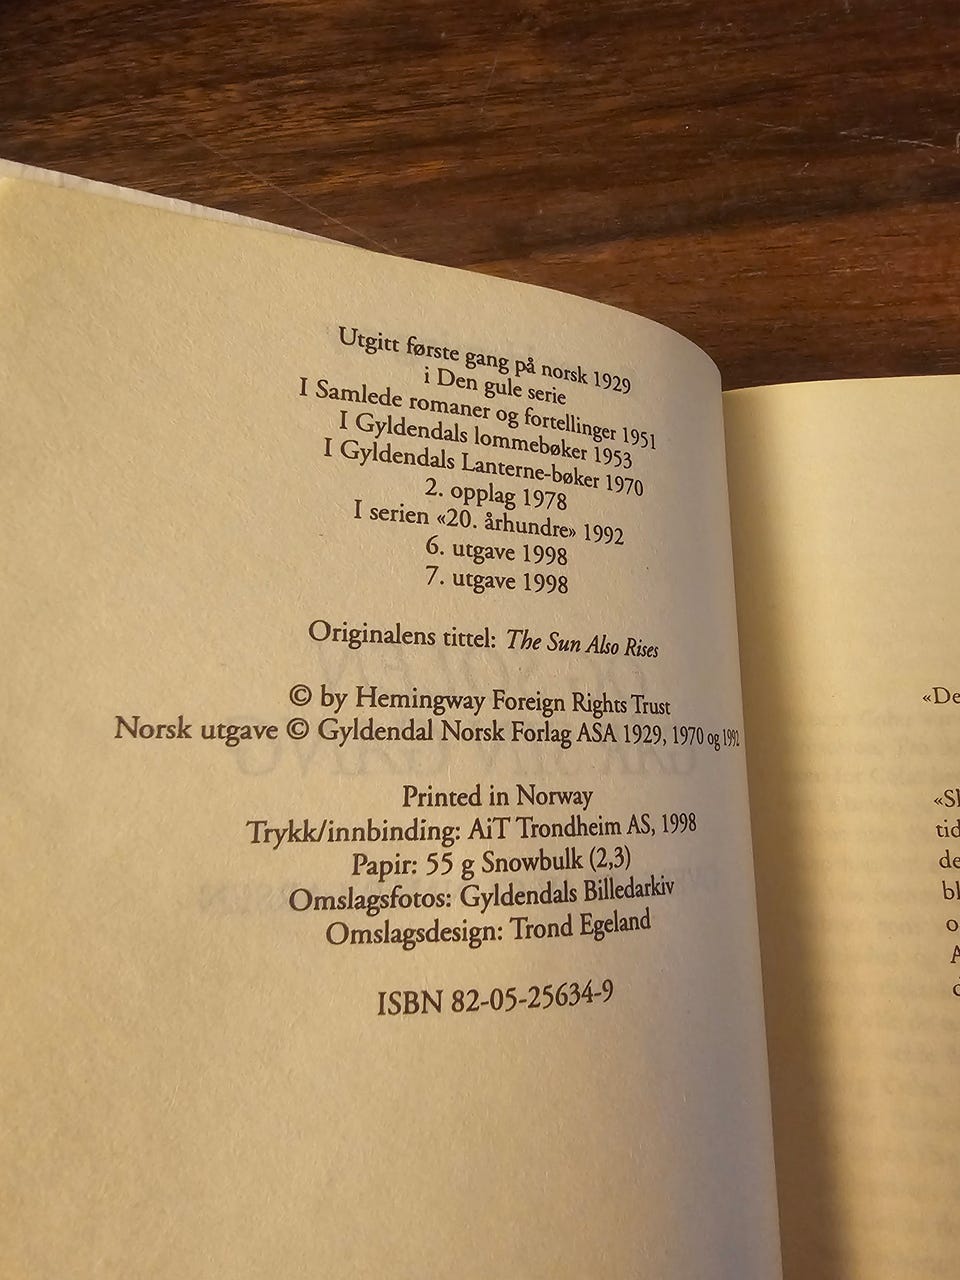 Utgitt første gang på norsk 1929
i Den gule serie
I Samlede romaner og fortellinger 1951
I Gyldendals lommebøker 1953
I Gyldendals Lanterne-bøker 1970
2. opplag 1978
I serien «20. århundre» 1992
6. utgave 1998
7. utgave 1998
Originalens tittel: The Sun Also Rises
© by Hemingway Foreign Rights Trust
Norsk utgave © Gyldendal Norsk Forlag ASA 1929, 1970 og 1992
Printed in Norway
Trykk/innbinding: AiT Trondheim AS, 1998
Papir: 55 g Snowbulk (2,3)
Omslagsfotos: Gyldendals Billedarkiv
Omslagsdesign: Trond Egeland
ISBN 82-05-25634-9